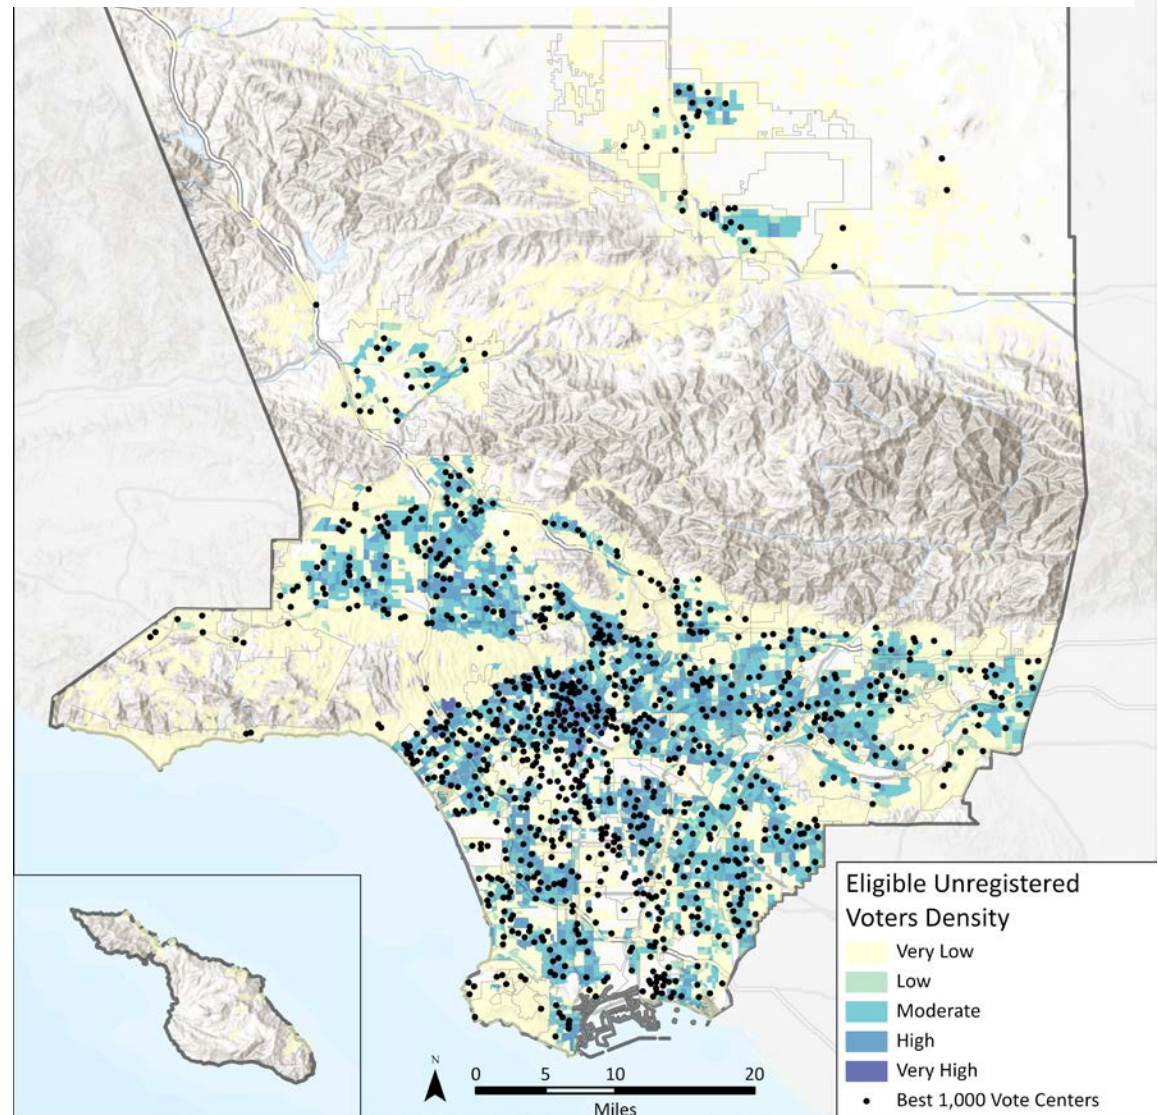 Eligible Unregistered
Voters Density
Very Low
Low
Moderate
High
Very High
Best 1,000 Vote Centers
N
0 5 10 20
Miles